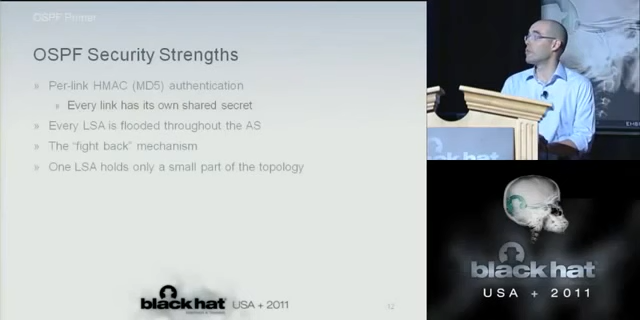 OSPF Primer
OSPF Security Strengths
» Per-link HMAC (MD5) authentication
» Every link has its own shared secret
» Every LSA is flooded throughout the AS
» The "fight back" mechanism
» One LSA holds only a small part of the topology
black hat USA + 2011
12
black hat
black hat
USA + 2011